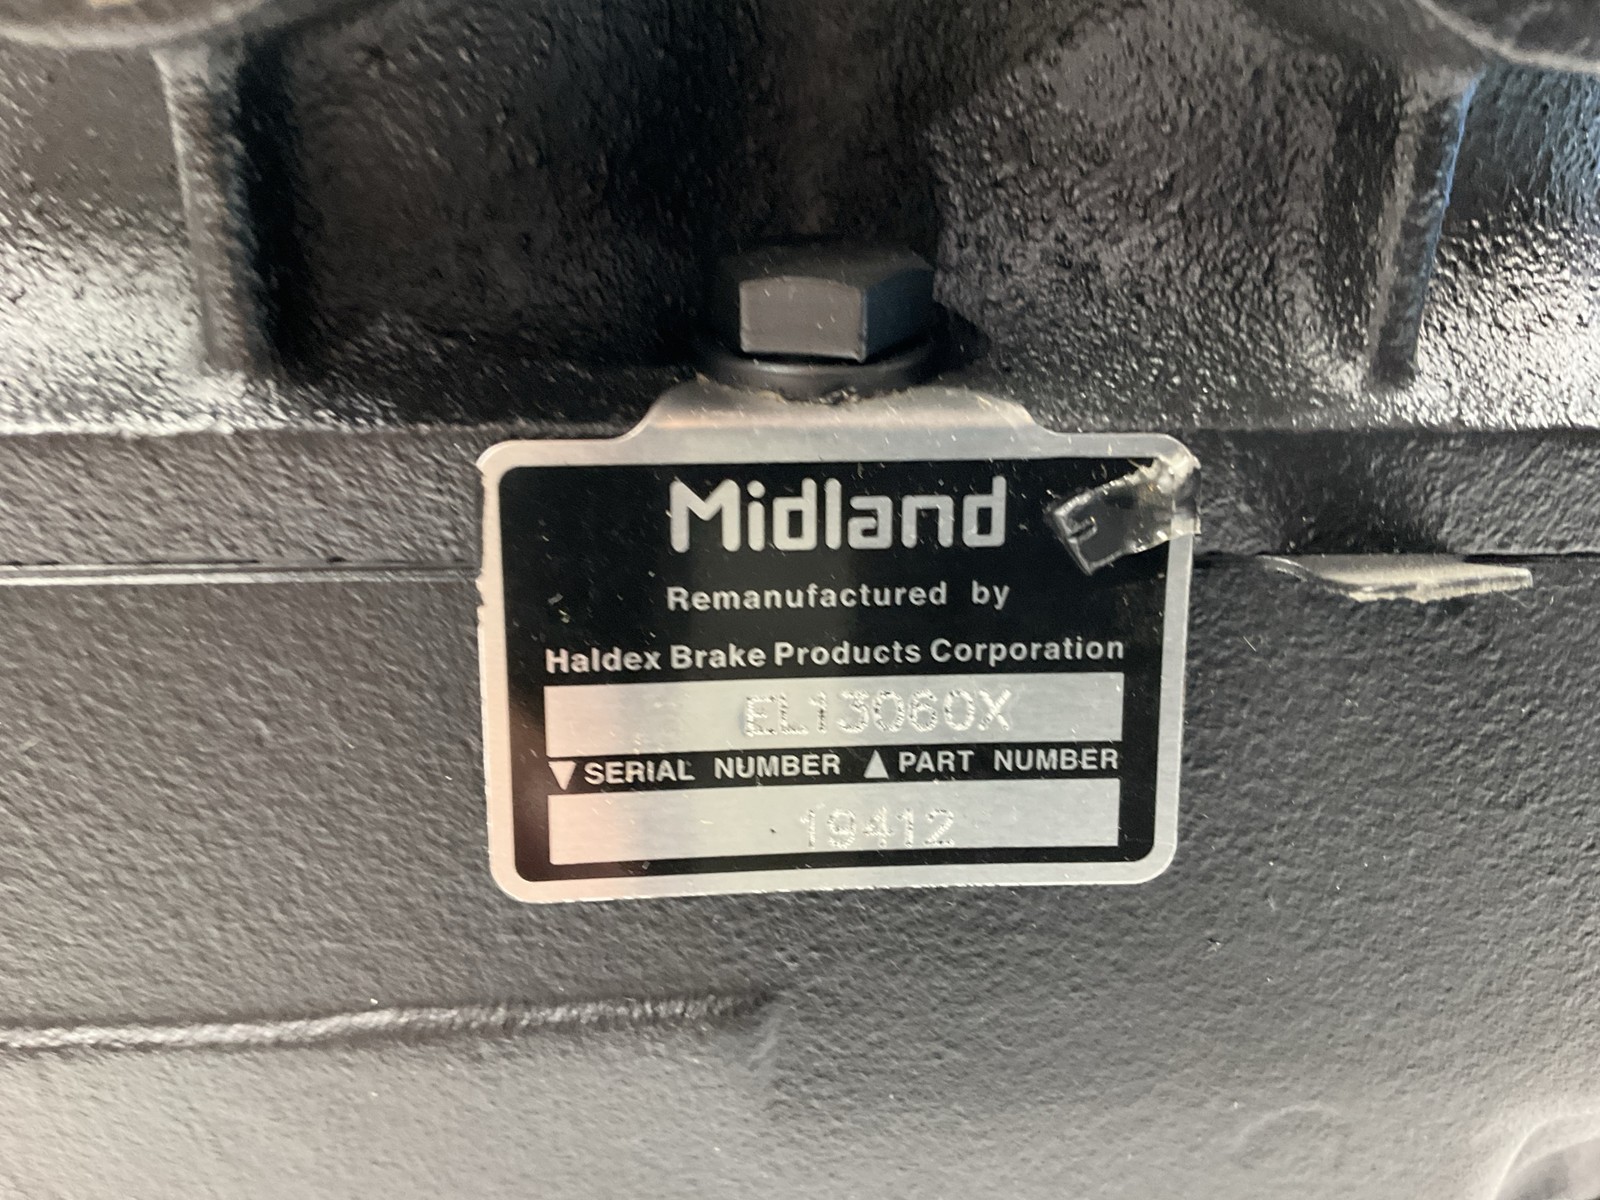 Midland
Remanufactured by
Haldex Brake Products Corporation
EL13060X
▼ SERIAL NUMBER ▲ PART NUMBER
19412